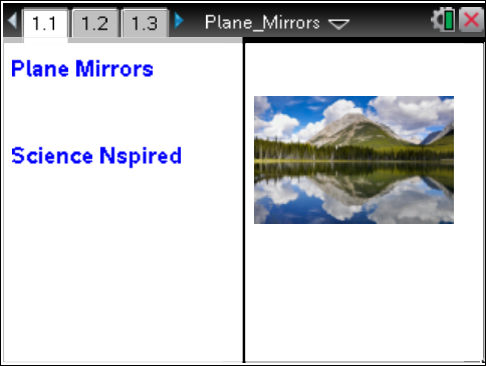 1.1 1.2 1.3 Plane_Mirrors
Plane Mirrors
Science Nspired